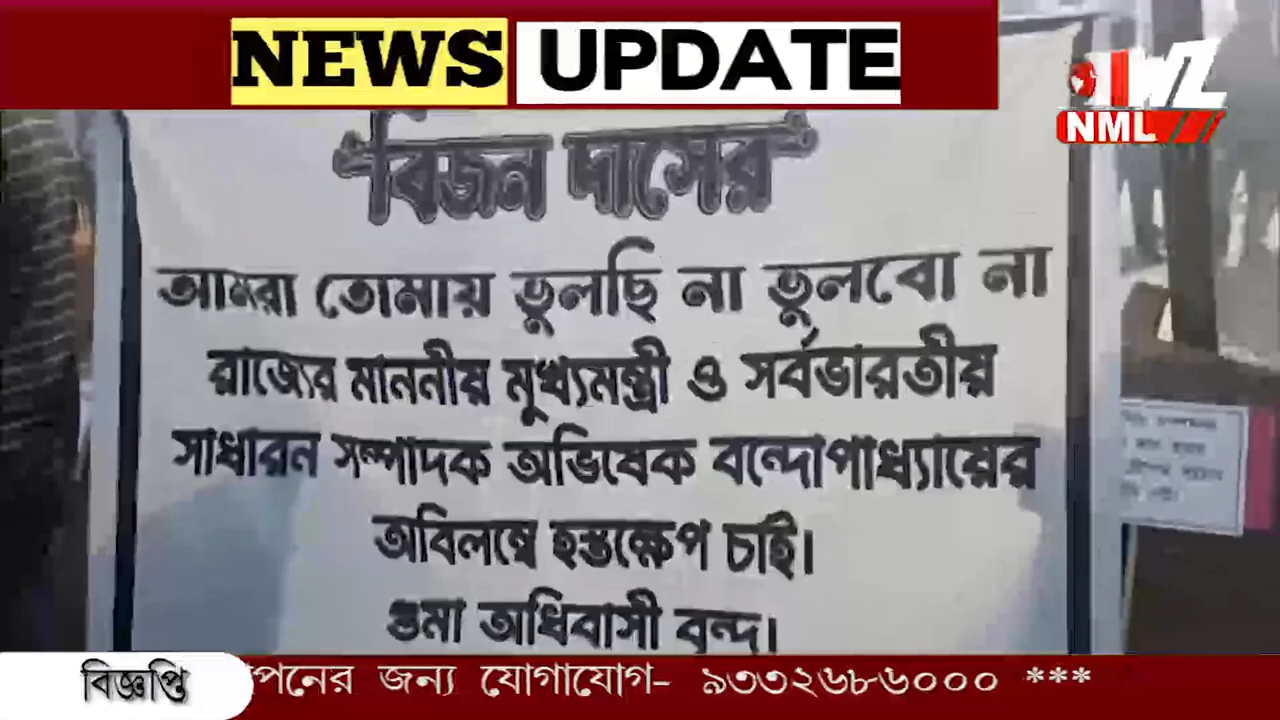 NEWS UPDATE
NML
বিজন দাসের
আমরা তোমায় ভুলছি না ভুলবো না
রাজ্যের মাননীয় মুখ্যমন্ত্রী ও সর্বভারতীয়
সাধারন সম্পাদক অভিষেক বন্দোপাধ্যায়ের
অবিলম্বে হস্তক্ষেপ চাই।
গুমা অধিবাসী বৃন্দ।
বিজ্ঞপ্তি
পনের জন্য যোগাযোগ- ৯৩৩২৬৮৬০০০ ***